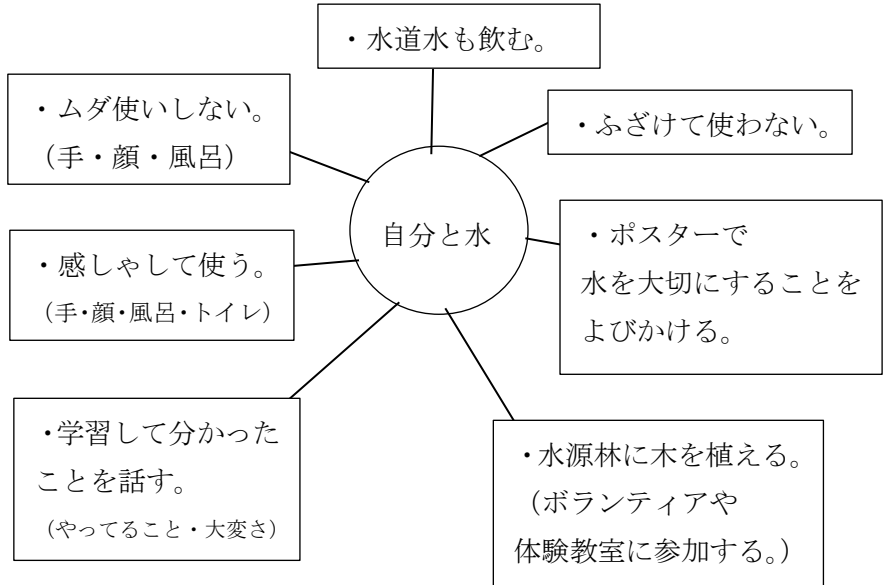 ・水道水も飲む。
・ムダ使いしない。
（手・顔・風呂）
・ふざけて使わない。
自分と水
・感しゃして使う。
（手・顔・風呂・トイレ）
・ポスターで
水を大切にすることを
よびかける。
・学習して分かった
ことを話す。
（やってること・大変さ）
・水源林に木を植える。
（ボランティアや
体験教室に参加する。）